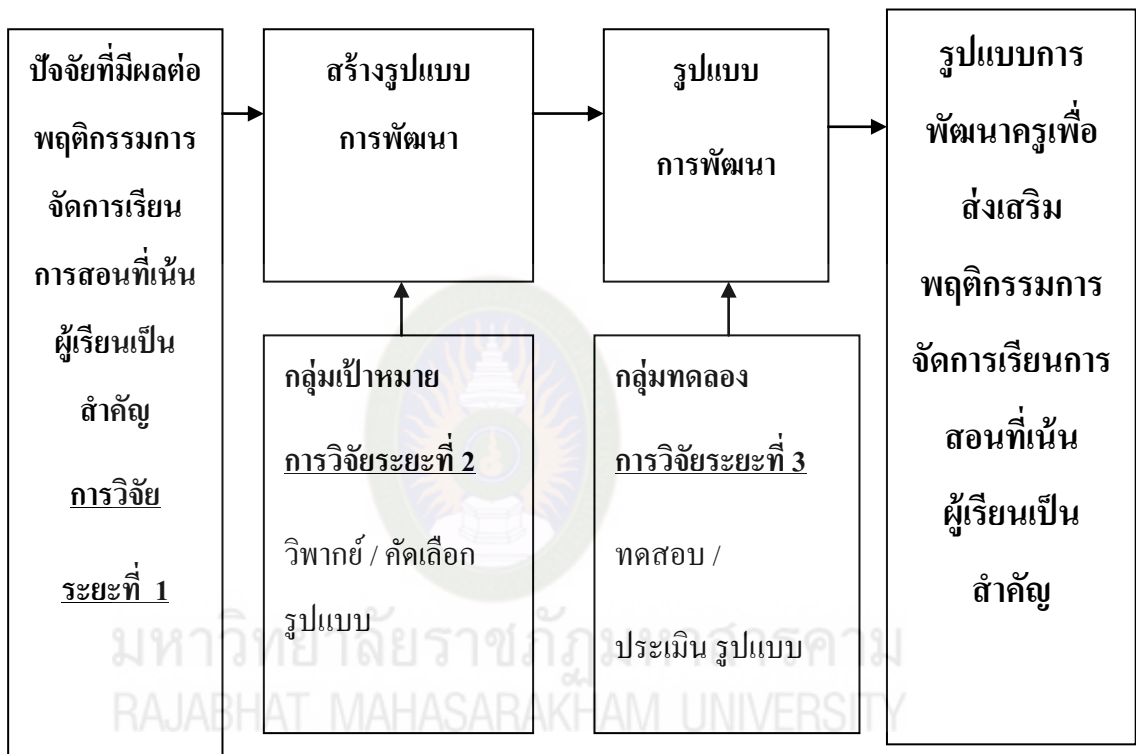 ปัจจัยที่มีผลต่อ
พฤติกรรมการ
จัดการเรียน
การสอนที่เน้น
ผู้เรียนเป็น
สำคัญ
การวิจัย
ระยะที่ 1
สร้างรูปแบบ
การพัฒนา
กลุ่มเป้าหมาย
การวิจัยระยะที่ 2
วิพากย์ / คัดเลือก
รูปแบบ
รูปแบบ
การพัฒนา
กลุ่มทดลอง
การวิจัยระยะที่ 3
ทดสอบ /
ประเมิน รูปแบบ
รูปแบบการ
พัฒนาครูเพื่อ
ส่งเสริม
พฤติกรรมการ
จัดการเรียนการ
สอนที่เน้น
ผู้เรียนเป็น
สำคัญ
มหาวิทยาลัยราชภัฏมหาสารคาม
RAJABHAT MAHASARAKHAM UNIVERSITY